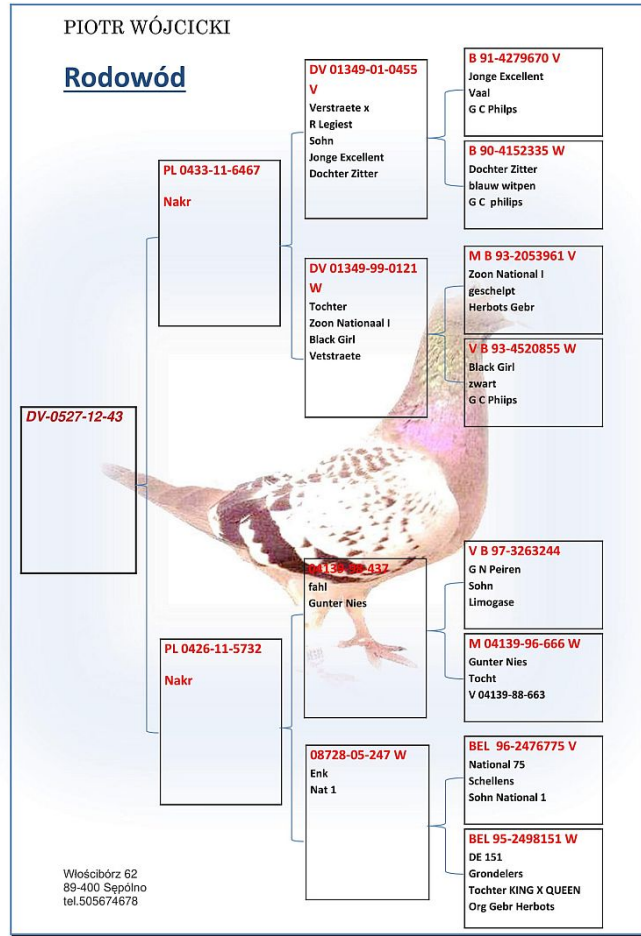 PIOTR WÓJCICKI
Rodowód
DV-0527-12-43
PL 0433-11-6467
Nakr
PL 0426-11-5732
Nakr
DV 01349-01-0455
V
Verstraete x
R Legiest
Sohn
Jonge Excellent
Dochter Zitter
DV 01349-99-0121
W
Tochter
Zoon Nationaal I
Black Girl
Vetstraete
437
fahl
Gunter Nies
08728-05-247 W
Enk
Nat 1
B 91-4279670 V
Jonge Excellent
Vaal
G C Philps
B 90-4152335 W
Dochter Zitter
blauw witpen
G C philips
M B 93-2053961 V
Zoon National I
geschelpt
Herbots Gebr
V B 93-4520855 W
Black Girl
zwart
G C Phiips
V B 97-3263244
G N Peiren
Sohn
Limogase
M 04139-96-666 W
Gunter Nies
Tocht
V 04139-88-663
BEL 96-2476775 V
National 75
Schellens
Sohn National 1
BEL 95-2498151 W
DE 151
Grondelers
Tochter KING X QUEEN
Org Gebr Herbots
Włościbórz 62
89-400 Sępólno
tel.505674678